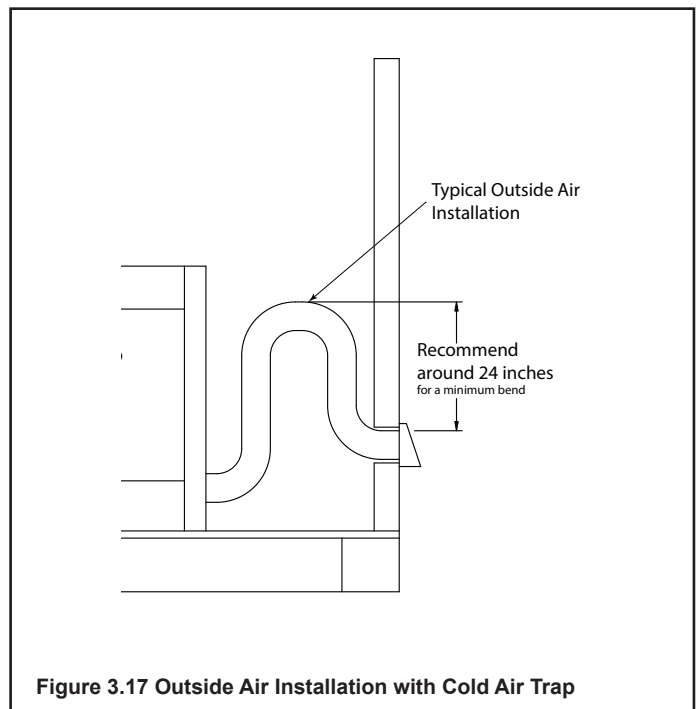 Typical Outside Air
Installation
Recommend
around 24 inches
for a minimum bend
Figure 3.17 Outside Air Installation with Cold Air Trap